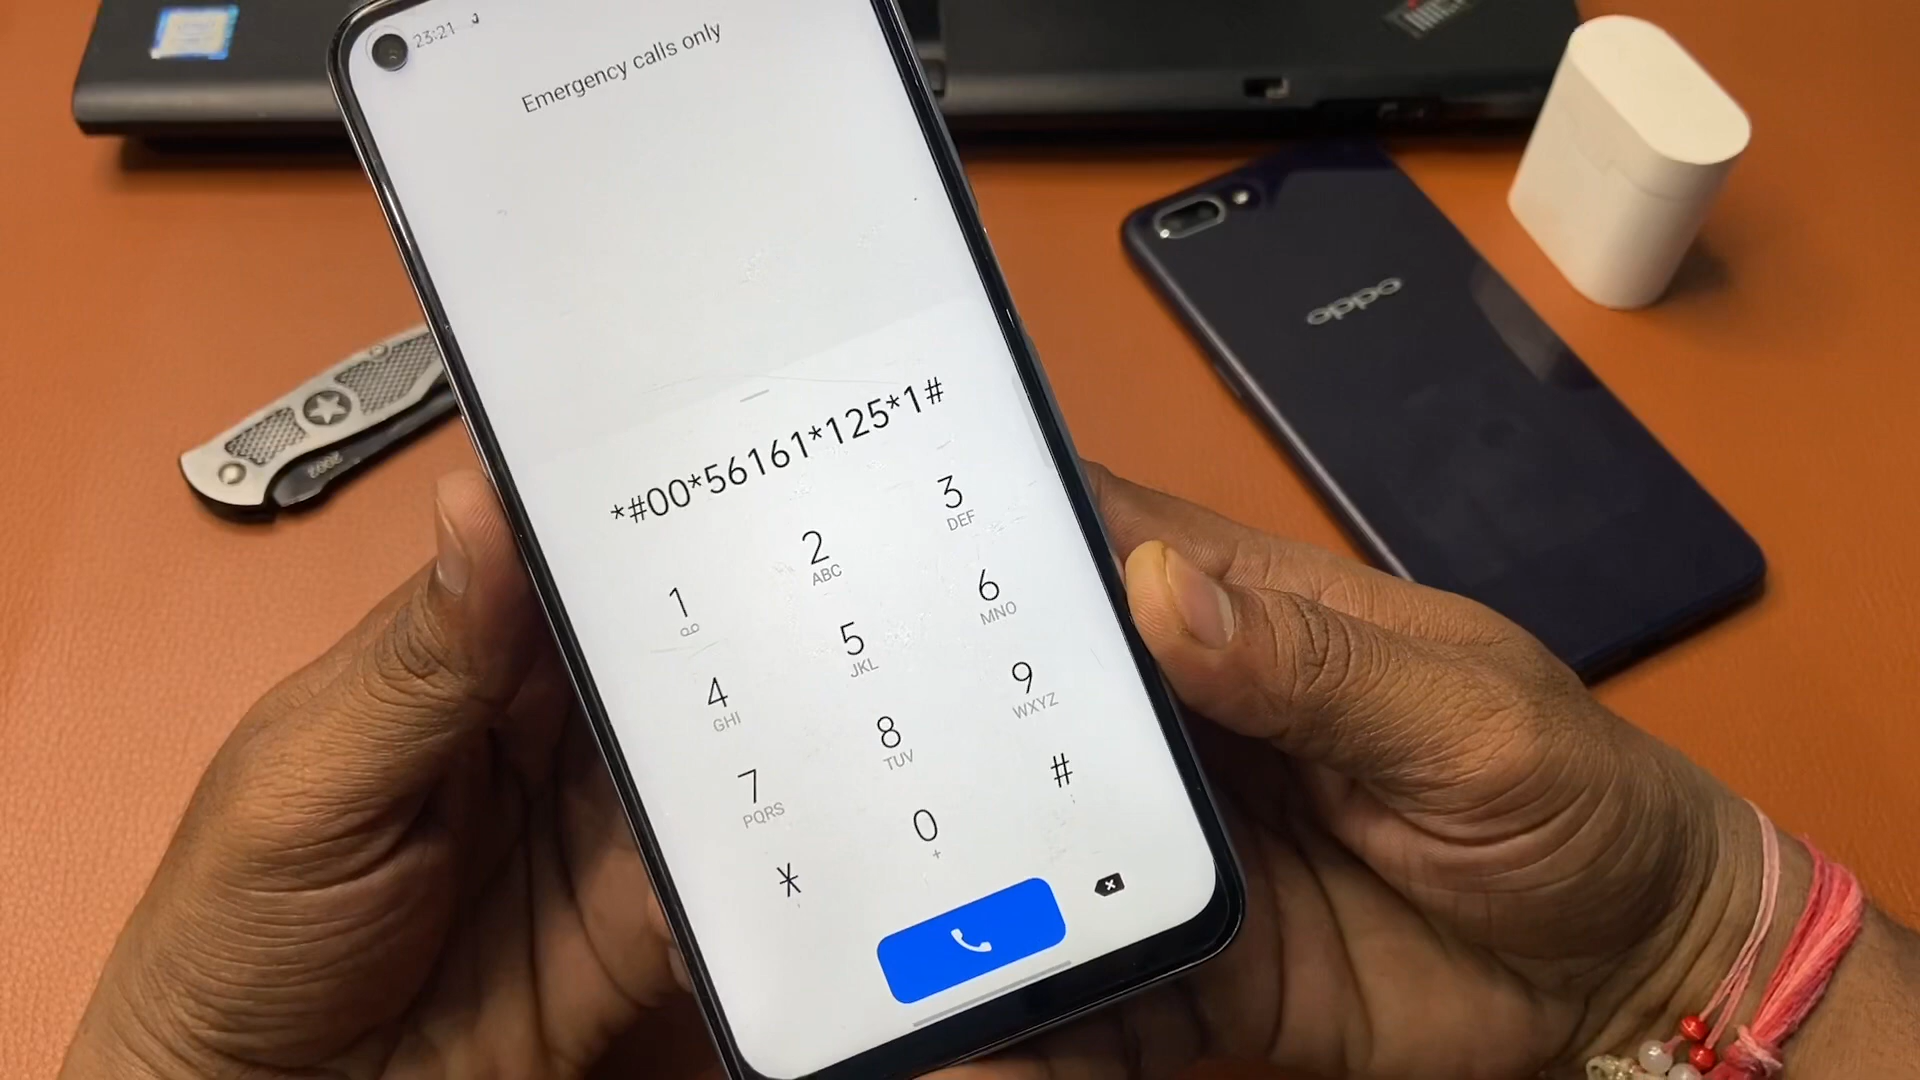 23:21
Emergency calls only
*#00*56161*125*1#
1
2
ABC
3
DEF
4
GHI
5
JKL
6
MNO
7
PQRS
8
TUV
9
WXYZ
*
0
+
#
oppo
2002